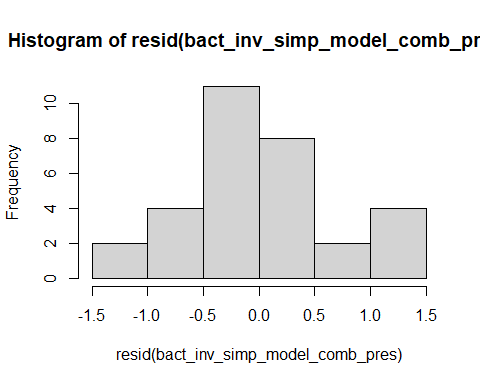 Histogram of resid(bact_inv_simp_model_comb_pr
Frequency
10
8
6
4
2
0
-1.5 -1.0 -0.5 0.0 0.5 1.0 1.5
resid(bact_inv_simp_model_comb_pres)